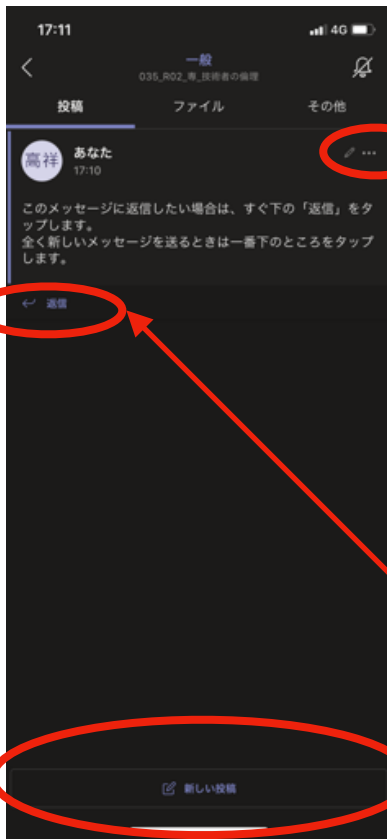 17:11
4G
一般
035_R02_専_技術者の倫理
投稿 ファイル その他
高祥
あなた
17:10
このメッセージに返信したい場合は、すぐ下の「返信」をタ
ップします。
全く新しいメッセージを送るときは一番下のところをタップ
します。
返信
新しい投稿